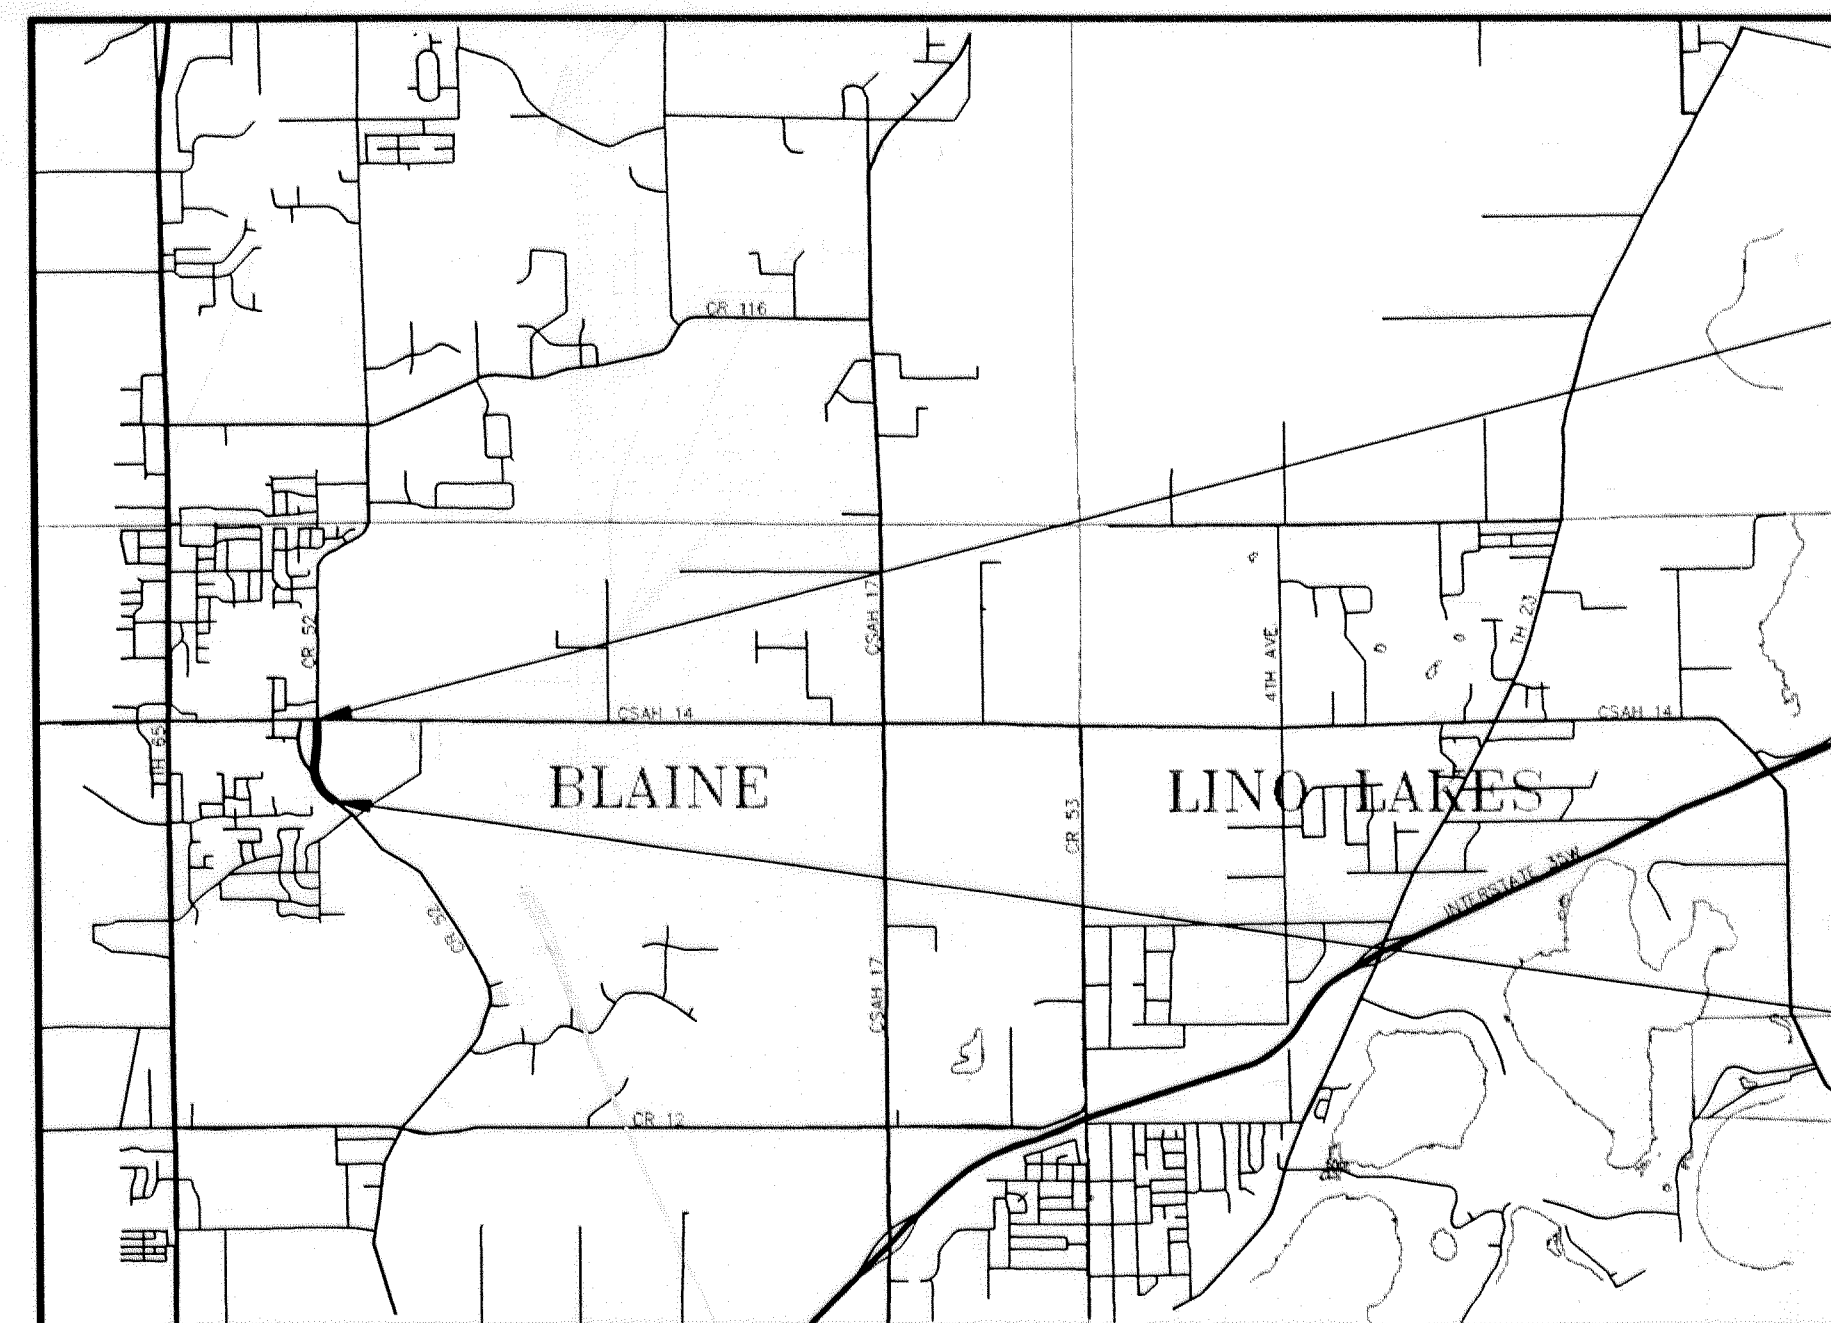 CR 116
CSAH 17
CR 52
4TH AVE
TH 23
CSAH 14
CSAH 14
TH 65
BLAINE
LINO LAKES
CR 53
INTERSTATE 35W
CR 52
CSAH 17
CR 12